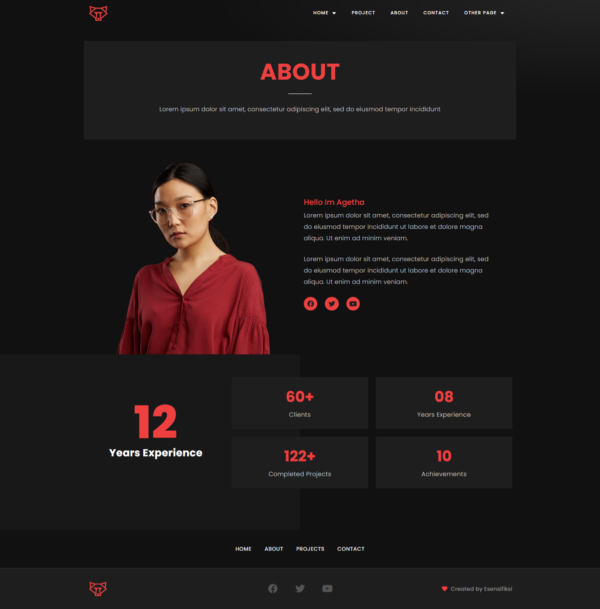 HOME PROJECT ABOUT CONTACT OTHER PAGE
ABOUT
Lorem ipsum dolor sit amet, consectetur adipiscing elit, sed do eiusmod tempor incididunt
Hello Im Agetha
Lorem ipsum dolor sit amet, consectetur adipiscing elit, sed
do eiusmod tempor incididunt ut labore et dolore magna
aliqua. Ut enim ad minim veniam.
Lorem ipsum dolor sit amet, consectetur adipiscing elit, sed
do eiusmod tempor incididunt ut labore et dolore magna
aliqua. Ut enim ad minim veniam.
12
Years Experience
60+
Clients
08
Years Experience
122+
Completed Projects
10
Achievements
HOME ABOUT PROJECTS CONTACT
Created by